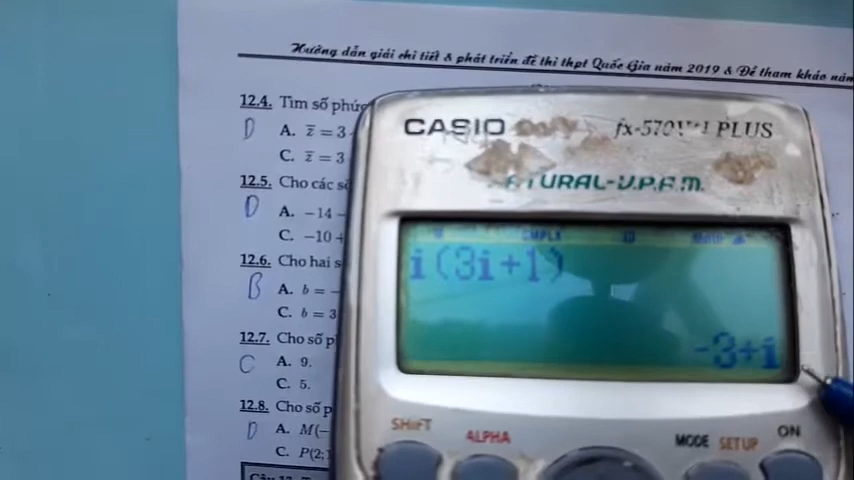 Hướng dẫn giải chi tiết & phát triển đề thi thpt Quốc Gia năm 2019 & Đề tham khảo năm
12.4. Tìm số phức
D A. z̅ = 3
C. z̅ = 3
12.5. Cho các số
D A. −14 −
C. −10 +
12.6. Cho hai s
B A. b = −
C. b = 3
12.7. Cho số p
C A. 9.
C. 5.
12.8. Cho số p
D A. M(−
C. P(2;
CASIO
fx-570 PLUS
NATURAL-V.P.A.M.
CMPLX
i(3i+1)
-3+i
SHIFT
ALPHA
MODE SETUP
ON